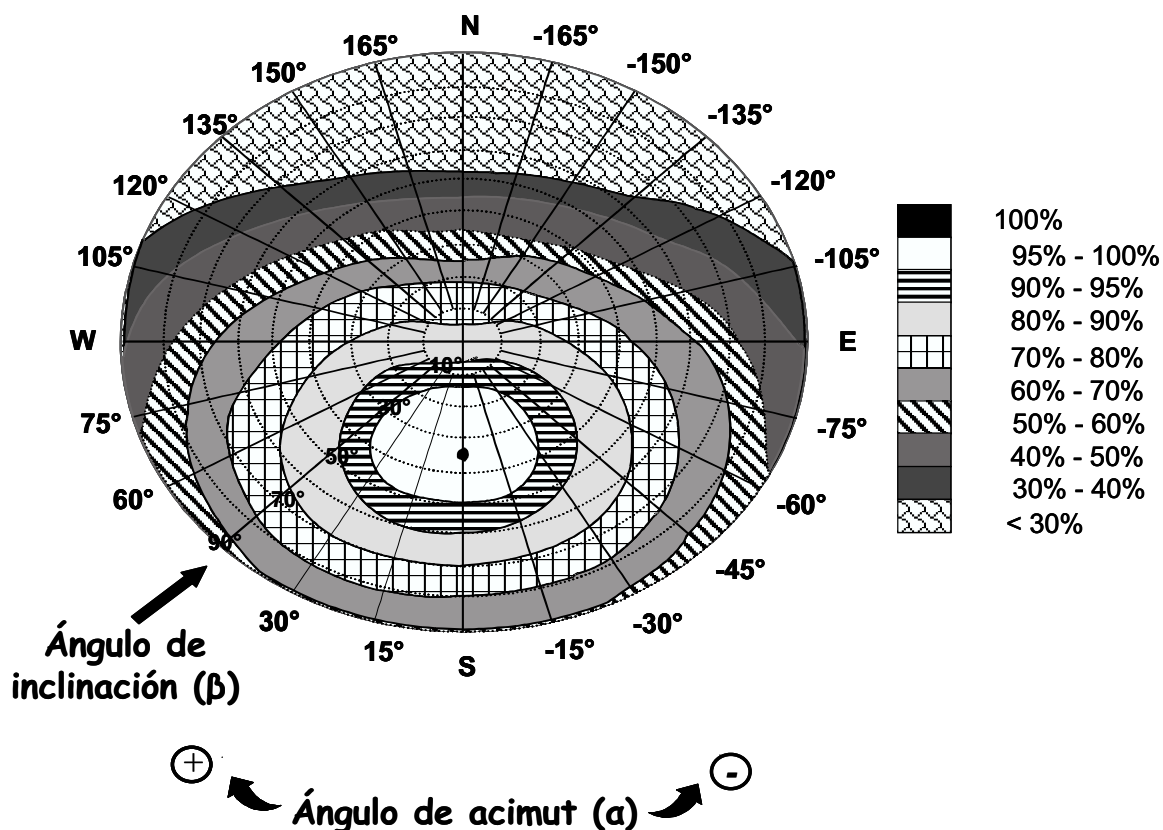 N
165°
-165°
150°
-150°
135°
-135°
120°
-120°
105°
-105°
W
E
75°
-75°
60°
-60°
-45°
30°
-30°
15°
-15°
S
10°
30°
50°
70°
90°
100%
95% - 100%
90% - 95%
80% - 90%
70% - 80%
60% - 70%
50% - 60%
40% - 50%
30% - 40%
< 30%
Ángulo de
inclinación (β)
+
-
Ángulo de acimut (α)